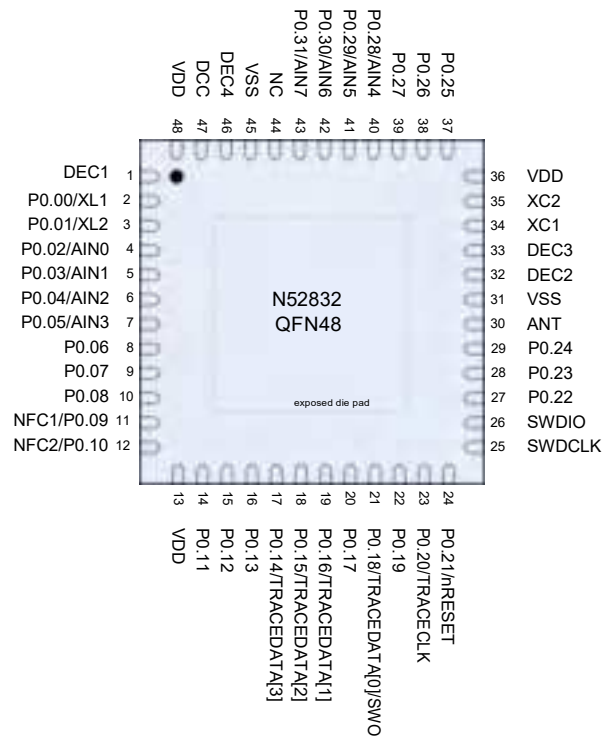 P0.31/AIN7
P0.30/AIN6
P0.29/AIN5
P0.28/AIN4
P0.27
P0.26
P0.25
VDD
DCC
DEC4
VSS
NC
48
47
46
45
44
43
42
41
40
39
38
37
DEC1 1
P0.00/XL1 2
P0.01/XL2 3
P0.02/AIN0 4
P0.03/AIN1 5
P0.04/AIN2 6
P0.05/AIN3 7
P0.06 8
P0.07 9
P0.08 10
NFC1/P0.09 11
NFC2/P0.10 12
N52832
QFN48
exposed die pad
36 VDD
35 XC2
34 XC1
33 DEC3
32 DEC2
31 VSS
30 ANT
29 P0.24
28 P0.23
27 P0.22
26 SWDIO
25 SWDCLK
13
14
15
16
17
18
19
20
21
22
23
24
VDD
P0.11
P0.12
P0.13
P0.14/TRACEDATA[3]
P0.15/TRACEDATA[2]
P0.16/TRACEDATA[1]
P0.17
P0.18/TRACEDATA[0]/SWO
P0.19
P0.20/TRACECLK
P0.21/nRESET